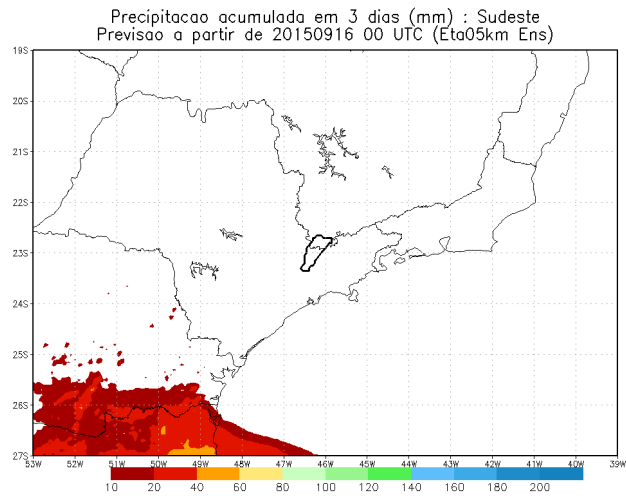 Precipitacao acumulada em 3 dias (mm) : Sudeste
Previsao a partir de 20150916 00 UTC (Eta05km Ens)
19S
20S
21S
22S
23S
24S
25S
26S
27S
53W 52W 51W 50W 49W 48W 47W 46W 45W 44W 43W 42W 41W 40W 39W
10 20 40 60 80 100 120 140 160 180 200